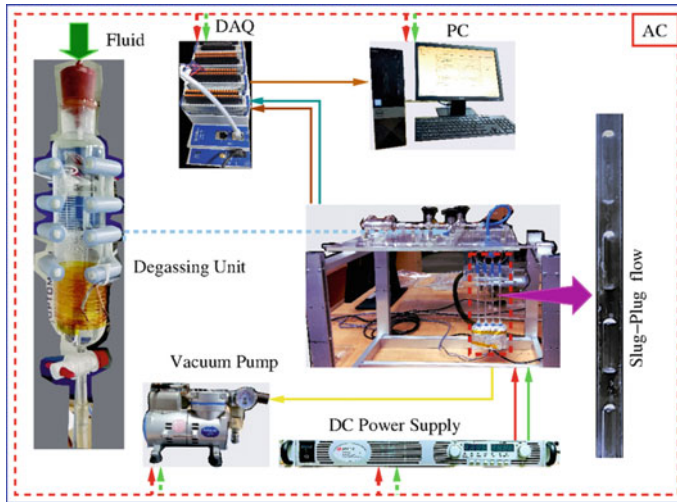 Fluid
DAQ
PC
AC
Degassing Unit
Slug–Plug flow
Vacuum Pump
DC Power Supply